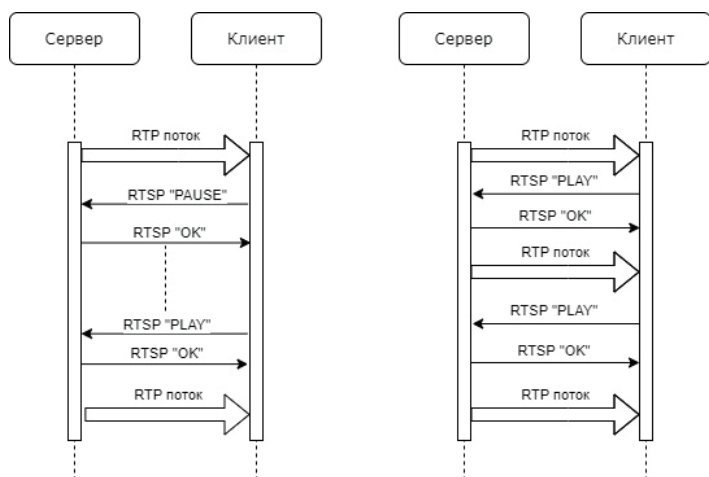 Сервер
Клиент
RTP поток
RTSP "PAUSE"
RTSP "OK"
RTSP "PLAY"
RTSP "OK"
RTP поток
Сервер
Клиент
RTP поток
RTSP "PLAY"
RTSP "OK"
RTP поток
RTSP "PLAY"
RTSP "OK"
RTP поток